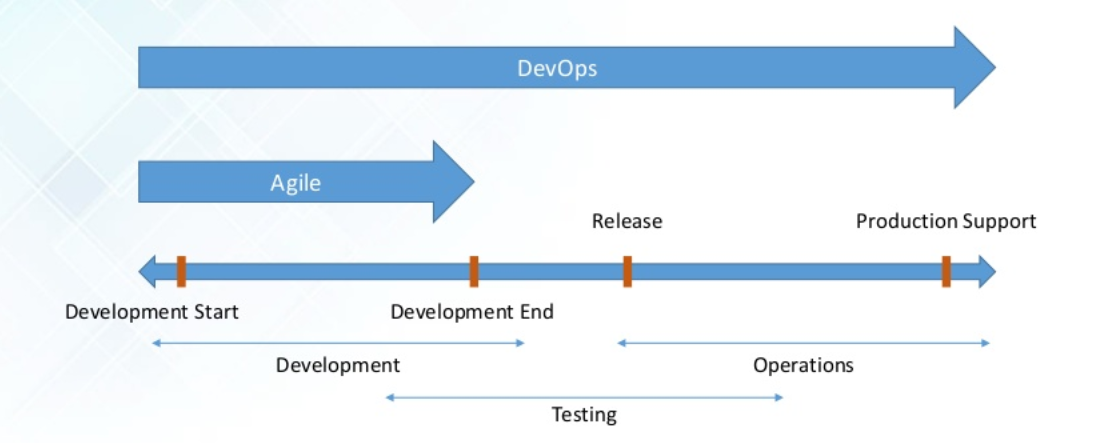 DevOps
Agile
Release
Production Support
Development Start
Development End
Development
Operations
Testing